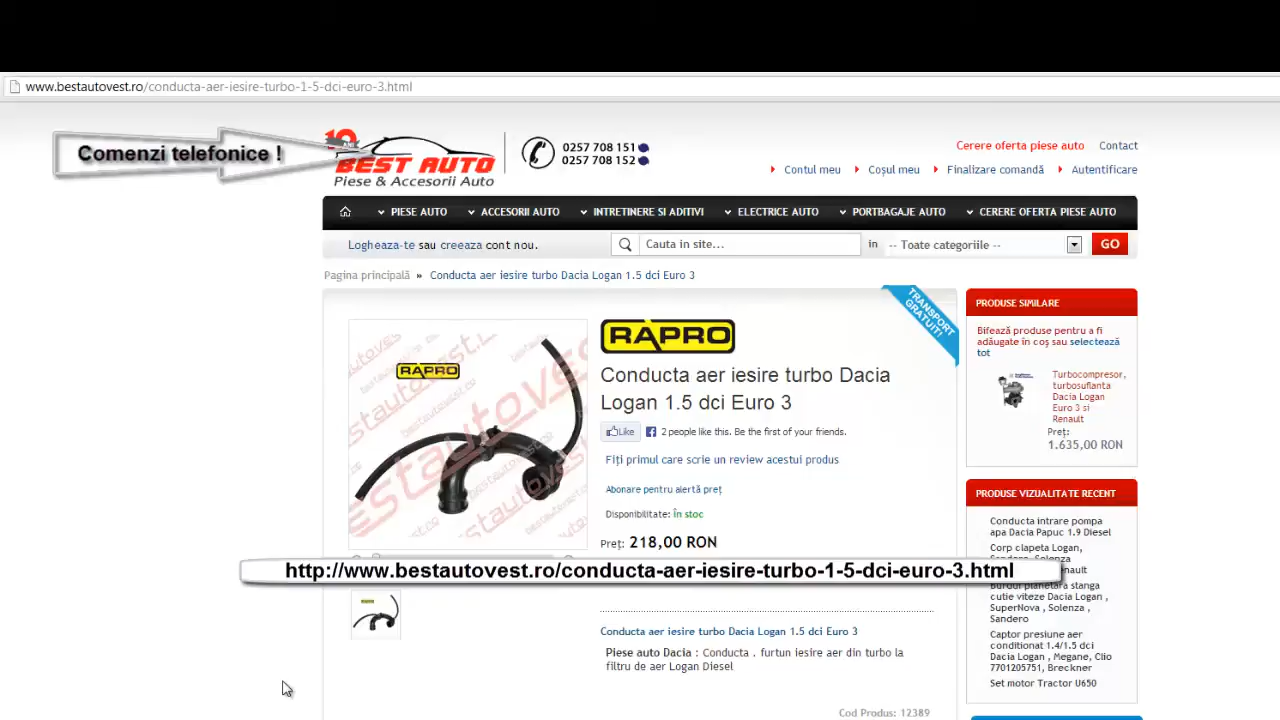 www.bestautovest.ro/conducta-aer-iesire-turbo-1-5-dci-euro-3.html
Comenzi telefonice !
10
BEST AUTO
Piese & Accesorii Auto
0257 708 151
0257 708 152
Cerere oferta piese auto
Contact
Contul meu
Coșul meu
Finalizare comandă
Autentificare
PIESE AUTO
ACCESORII AUTO
INTRETINERE SI ADITIVI
ELECTRICE AUTO
PORTBAGAJE AUTO
CERERE OFERTA PIESE AUTO
Logheaza-te sau creeaza cont nou.
Cauta in site...
in
-- Toate categoriile --
GO
Pagina principală » Conducta aer iesire turbo Dacia Logan 1.5 dci Euro 3
TRANSPORT
GRATUIT!
RAPRO
RAPRO
Conducta aer iesire turbo Dacia
Logan 1.5 dci Euro 3
Like
2 people like this. Be the first of your friends.
Fiți primul care scrie un review acestui produs
Abonare pentru alertă preț
Disponibilitate: În stoc
Preț: 218,00 RON
http://www.bestautovest.ro/conducta-aer-iesire-turbo-1-5-dci-euro-3.html
Conducta aer iesire turbo Dacia Logan 1.5 dci Euro 3
Piese auto Dacia : Conducta , furtun iesire aer din turbo la
filtru de aer Logan Diesel
Cod Produs: 12389
PRODUSE SIMILARE
Bifează produse pentru a fi
adăugate în coș sau selectează
tot
Turbocompresor,
turbosuflanta
Dacia Logan
Euro 3 si
Renault
Preț:
1.635,00 RON
PRODUSE VIZUALITATE RECENT
Conducta intrare pompa
apa Dacia Papuc 1.9 Diesel
Corp clapeta Logan,
Sandero, Solenza
Burduf planetara stanga
cutie viteze Dacia Logan ,
SuperNova , Solenza ,
Sandero
Captor presiune aer
conditionat 1.4/1.5 dci
Dacia Logan , Megane, Clio
7701205751, Breckner
Set motor Tractor U650